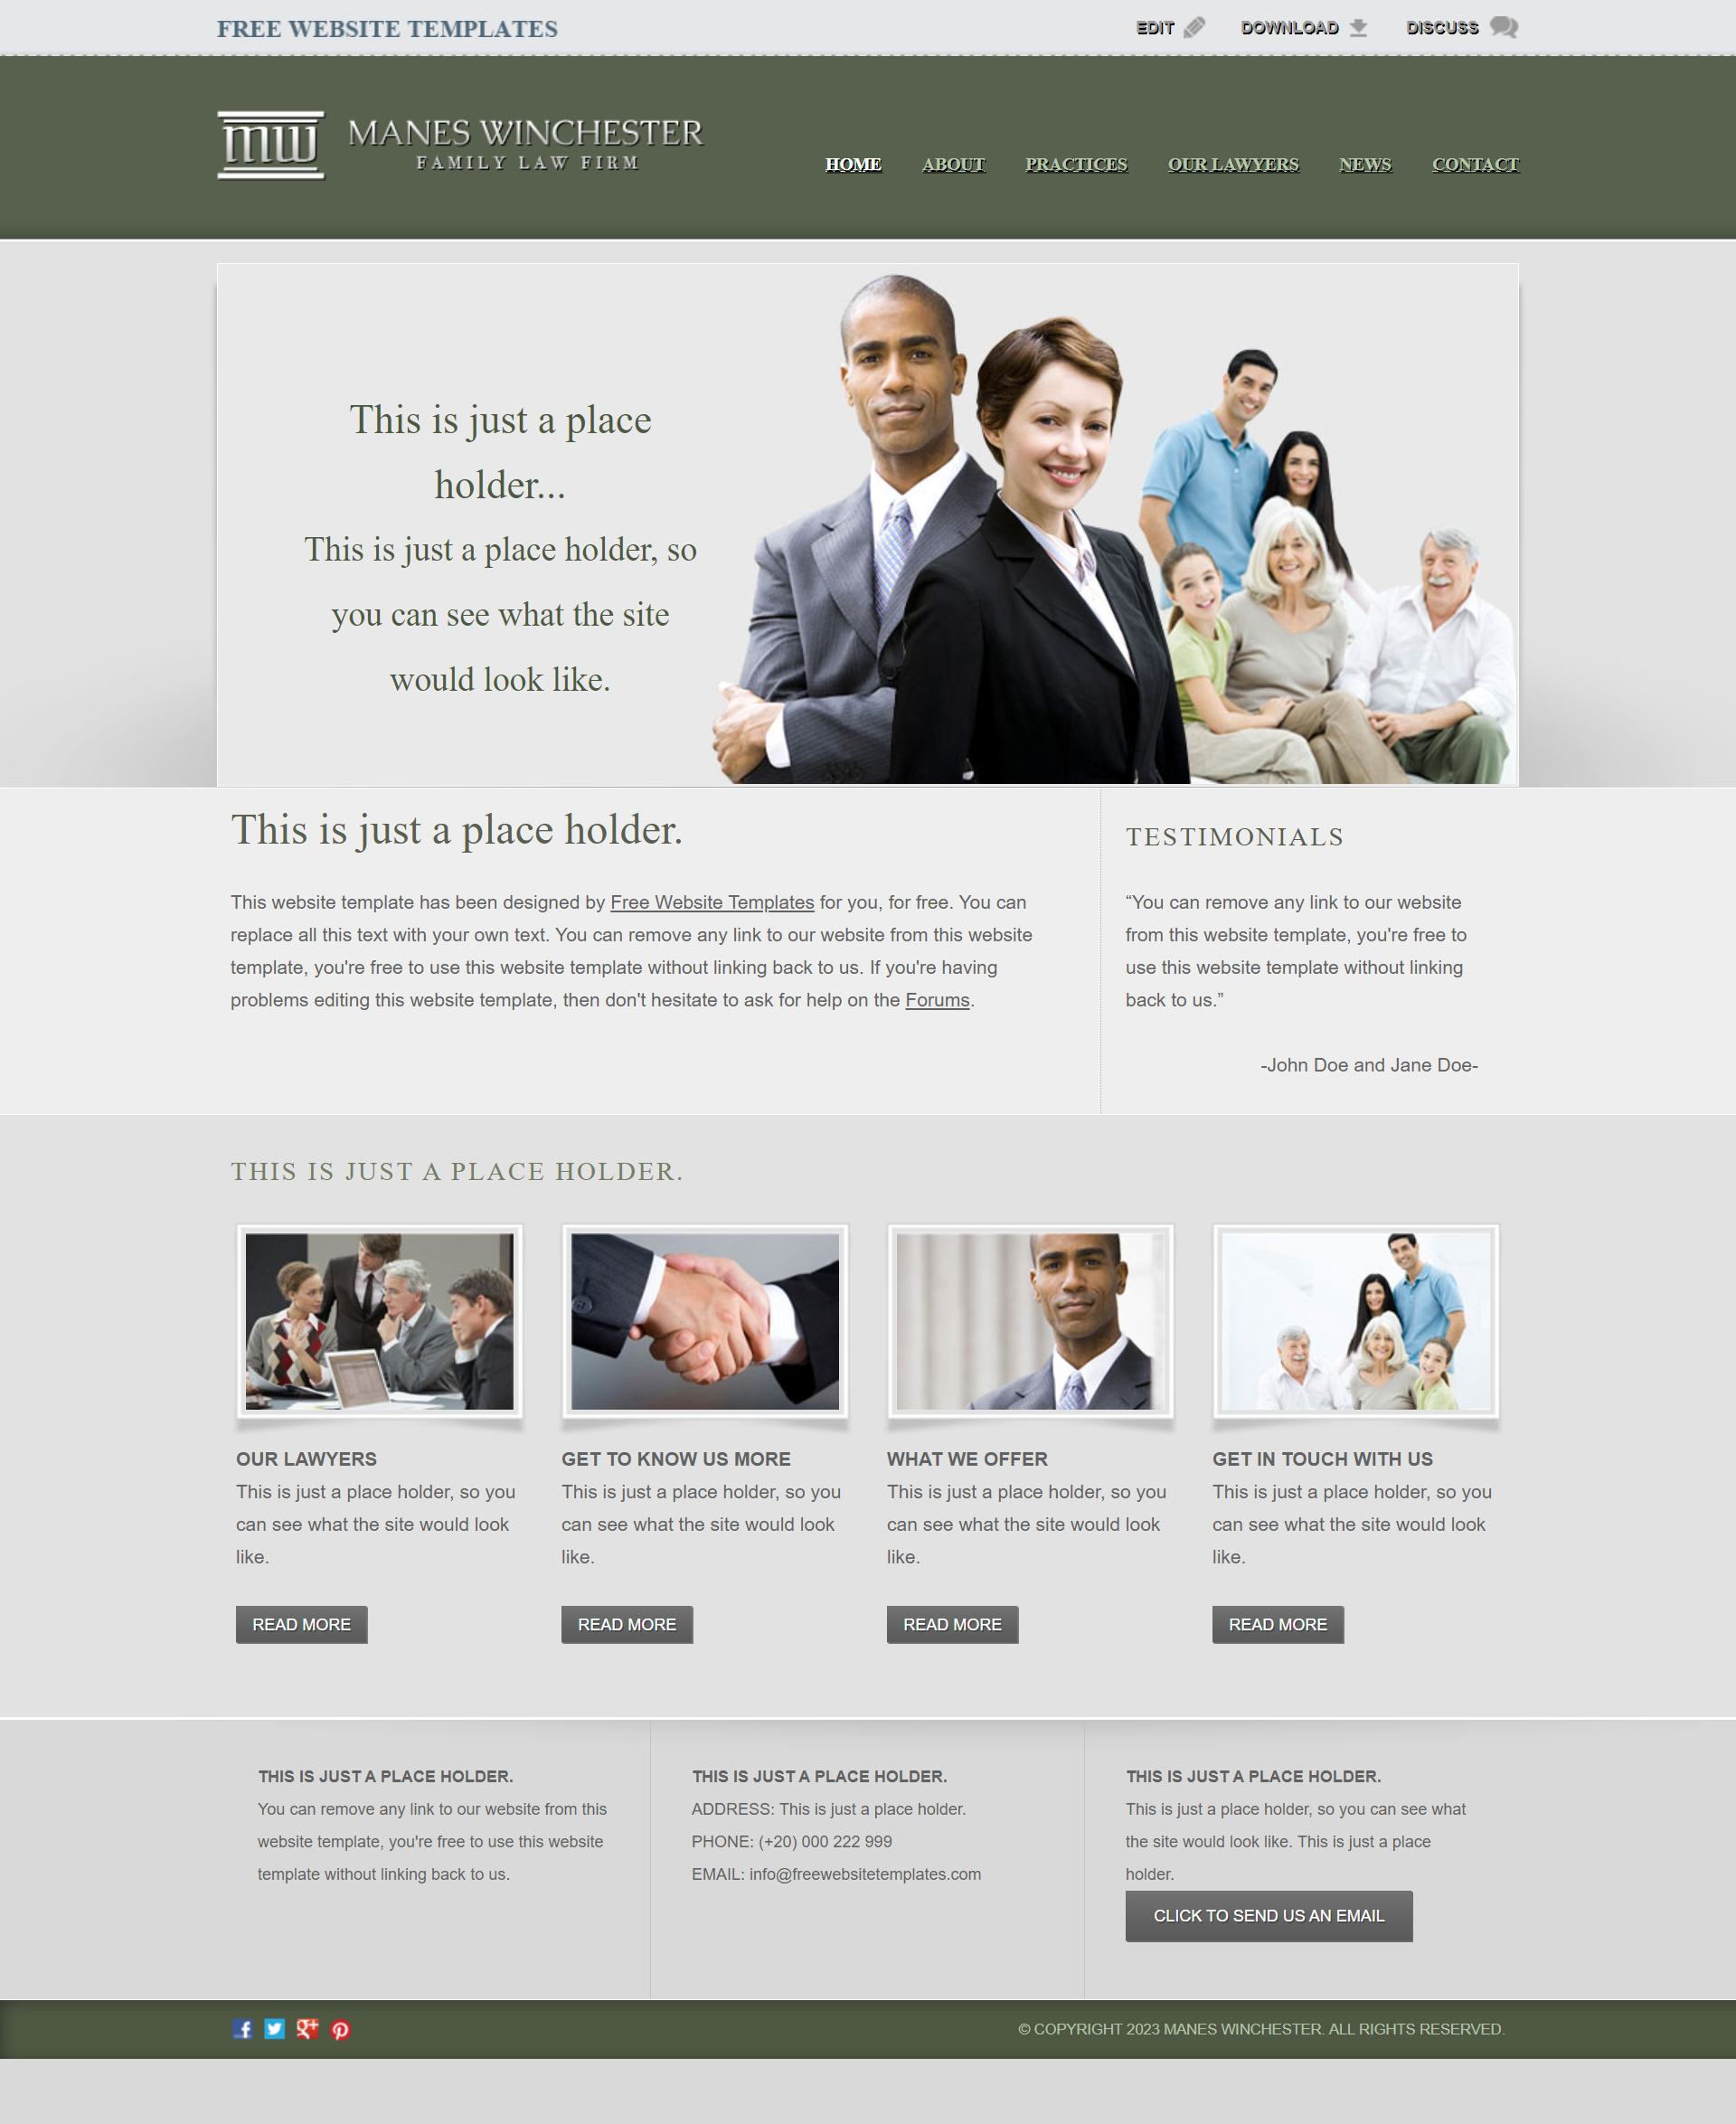 FREE WEBSITE TEMPLATES
EDIT
DOWNLOAD
DISCUSS
mw
MANES WINCHESTER
FAMILY LAW FIRM
HOME
ABOUT
PRACTICES
OUR LAWYERS
NEWS
CONTACT
This is just a place
holder...
This is just a place holder, so
you can see what the site
would look like.
This is just a place holder.
This website template has been designed by Free Website Templates for you, for free. You can
replace all this text with your own text. You can remove any link to our website from this website
template, you're free to use this website template without linking back to us. If you're having
problems editing this website template, then don't hesitate to ask for help on the Forums.
TESTIMONIALS
“You can remove any link to our website
from this website template, you're free to
use this website template without linking
back to us.”
-John Doe and Jane Doe-
THIS IS JUST A PLACE HOLDER.
OUR LAWYERS
This is just a place holder, so you
can see what the site would look
like.
READ MORE
GET TO KNOW US MORE
This is just a place holder, so you
can see what the site would look
like.
READ MORE
WHAT WE OFFER
This is just a place holder, so you
can see what the site would look
like.
READ MORE
GET IN TOUCH WITH US
This is just a place holder, so you
can see what the site would look
like.
READ MORE
THIS IS JUST A PLACE HOLDER.
You can remove any link to our website from this
website template, you're free to use this website
template without linking back to us.
THIS IS JUST A PLACE HOLDER.
ADDRESS: This is just a place holder.
PHONE: (+20) 000 222 999
EMAIL: info@freewebsitetemplates.com
THIS IS JUST A PLACE HOLDER.
This is just a place holder, so you can see what
the site would look like. This is just a place
holder.
CLICK TO SEND US AN EMAIL
© COPYRIGHT 2023 MANES WINCHESTER. ALL RIGHTS RESERVED.